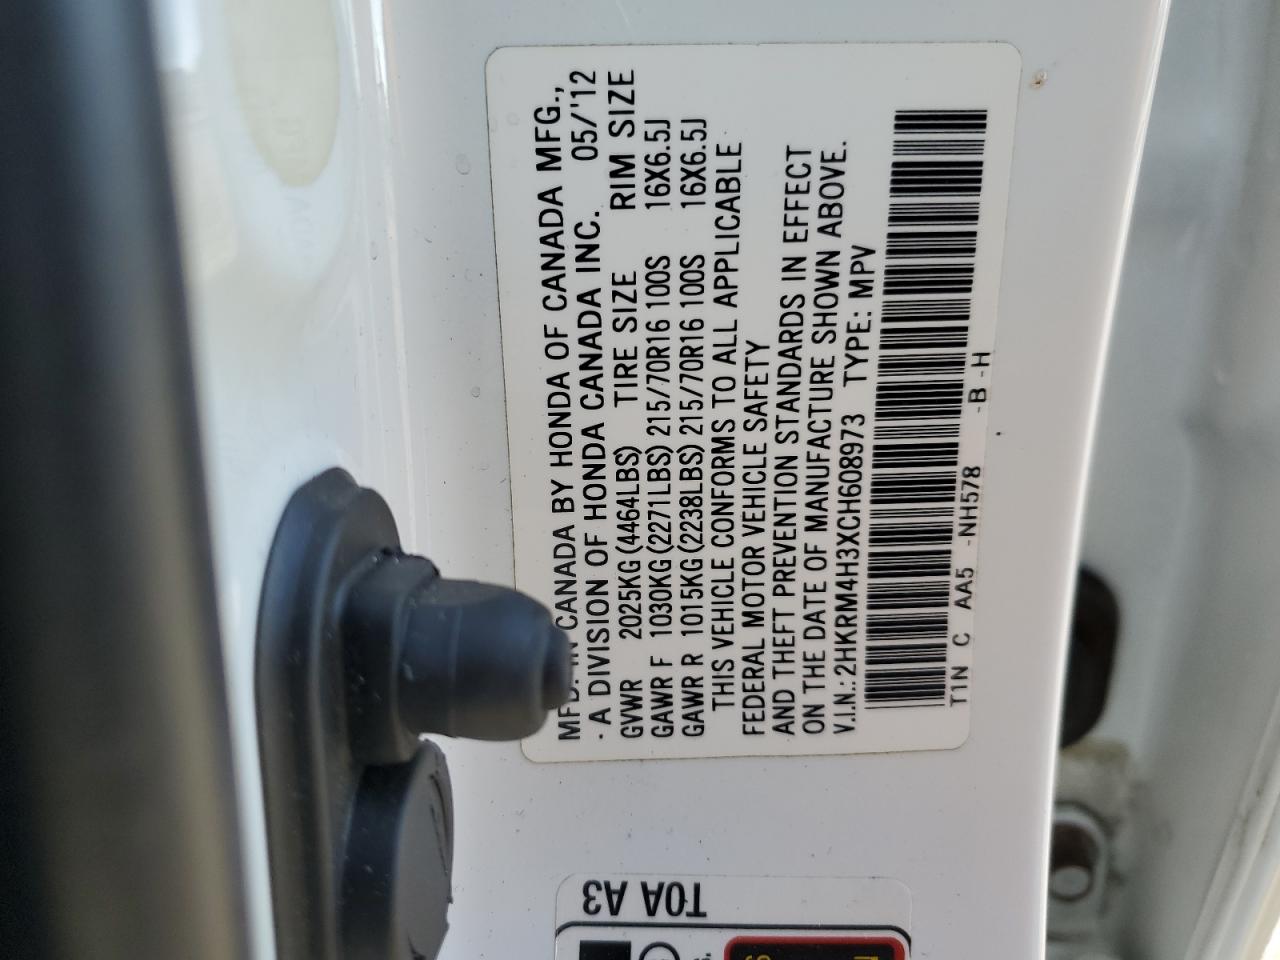 MFD. IN CANADA BY HONDA OF CANADA MFG.,
A DIVISION OF HONDA CANADA INC. 05/'12
GVWR 2025KG(4464LBS) TIRE SIZE RIM SIZE
GAWR F 1030KG(2271LBS) 215/70R16 100S 16X6.5J
GAWR R 1015KG(2238LBS) 215/70R16 100S 16X6.5J
THIS VEHICLE CONFORMS TO ALL APPLICABLE
FEDERAL MOTOR VEHICLE SAFETY
AND THEFT PREVENTION STANDARDS IN EFFECT
ON THE DATE OF MANUFACTURE SHOWN ABOVE.
V.I.N.: 2HKRM4H3XCH608973 TYPE: MPV
T1N C AA5 -NH578 -B -H
T0A A3